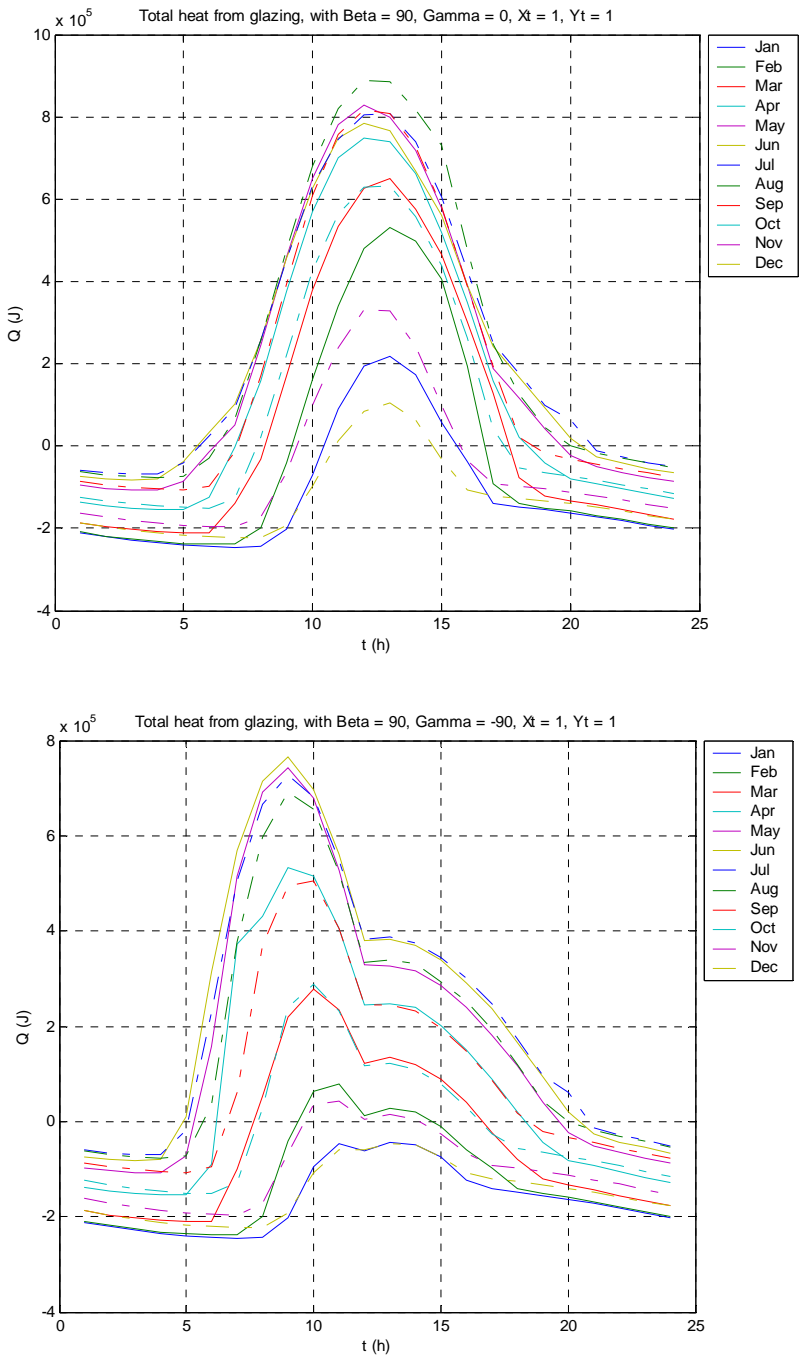 x 10⁵
Total heat from glazing, with Beta = 90, Gamma = 0, Xt = 1, Yt = 1
10
8
6
4
2
0
-2
-4
Q (J)
0 5 10 15 20 25
t (h)
Jan
Feb
Mar
Apr
May
Jun
Jul
Aug
Sep
Oct
Nov
Dec
x 10⁵
Total heat from glazing, with Beta = 90, Gamma = -90, Xt = 1, Yt = 1
8
6
4
2
0
-2
-4
Q (J)
0 5 10 15 20 25
t (h)
Jan
Feb
Mar
Apr
May
Jun
Jul
Aug
Sep
Oct
Nov
Dec